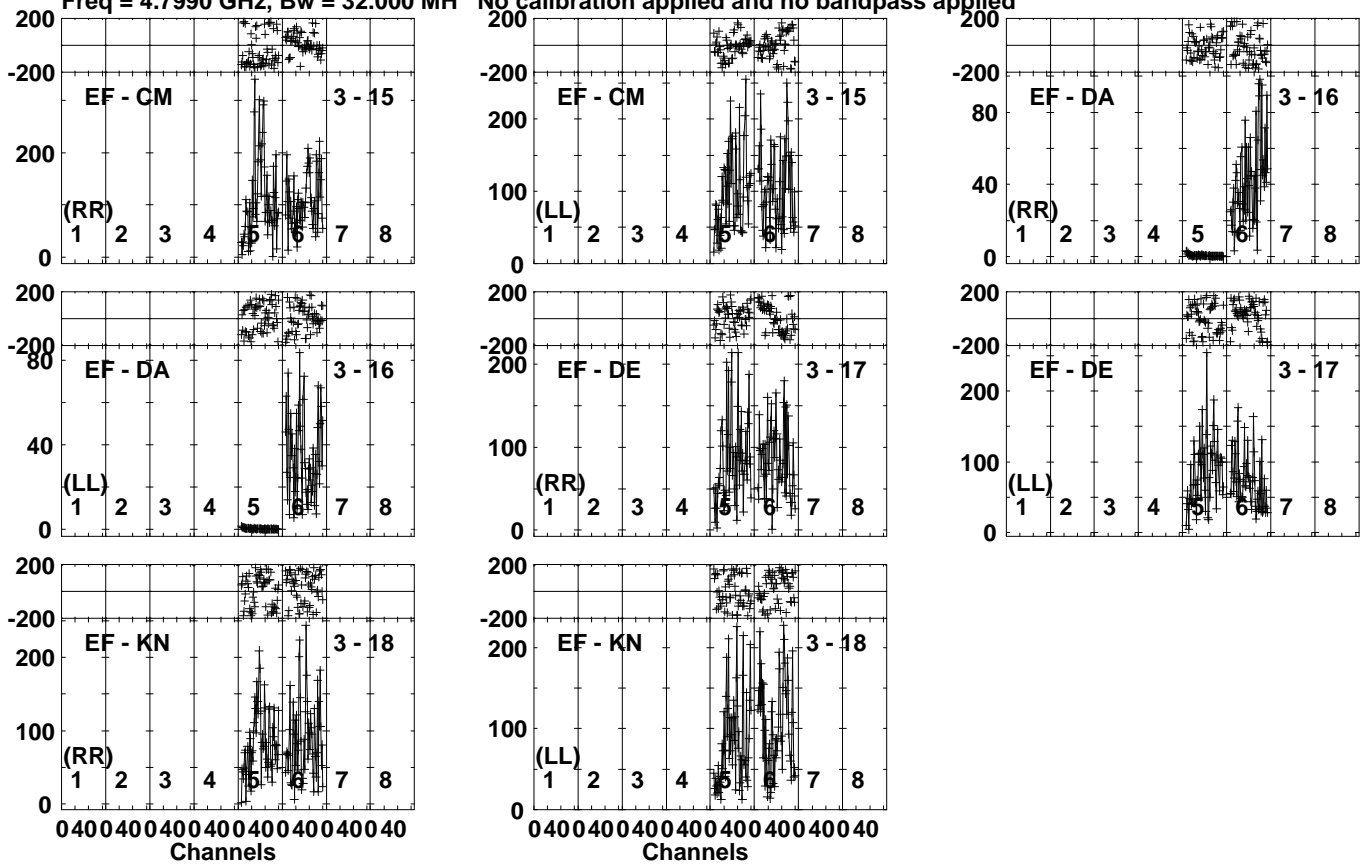 Freq = 4.7990 GHz, Bw = 32.000 MH No calibration applied and no bandpass applied
200 200 200
-200 -200
EF - CM 3 - 15 EF - CM 3 - 15 EF - DA 3 - 16
200 200 80
100 40
(RR) (LL) (RR)
1 2 3 4 5 6 7 8 1 2 3 4 5 6 7 8 1 2 3 4 5 6 7 8
0 0 0
200 200 200
-200 -200 -200
80 200
EF - DA 3 - 16 EF - DE 3 - 17 EF - DE 3 - 17
200
40 100 100
(LL) (RR) (LL)
1 2 3 4 5 6 7 8 1 2 3 4 5 6 7 8 1 2 3 4 5 6 7 8
0 0 0
200 200
-200
EF - KN 3 - 18 EF - KN 3 - 18
200 200
100 100
(RR) (LL)
1 2 3 4 5 6 7 8 1 2 3 4 5 6 7 8
0 0
0 40 0 40 0 40 0 40 0 40 0 40 0 40 0 40 0 40 0 40 0 40 0 40 0 40 0 40 0 40 0 40
Channels Channels